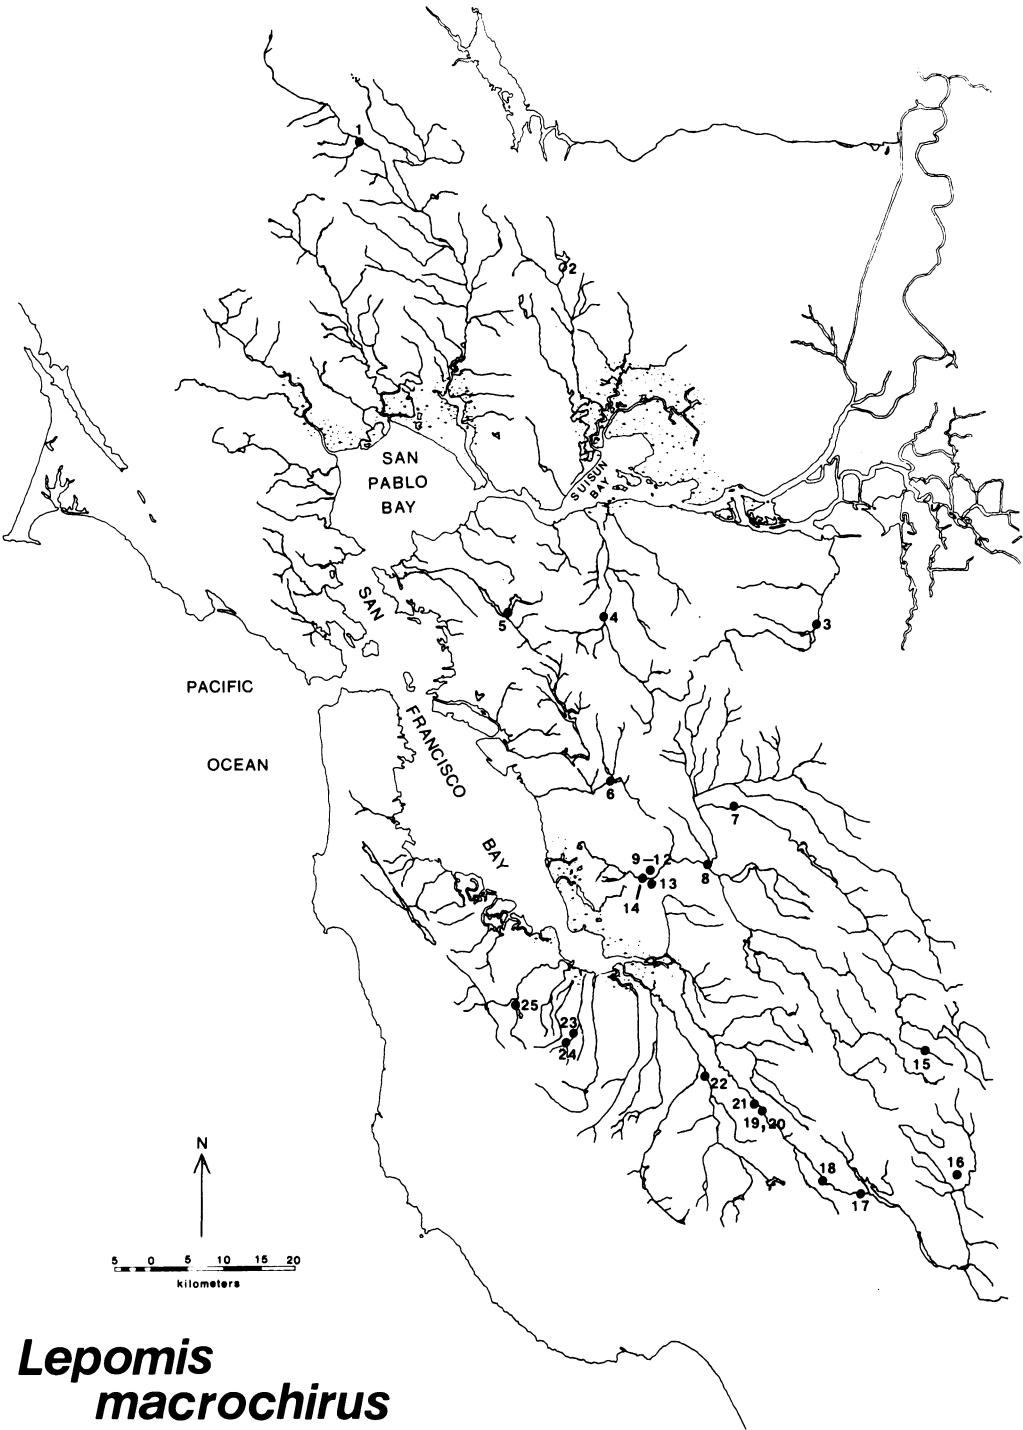 1
2
SAN
PABLO
BAY
SUISUN
BAY
SAN
5
4
3
PACIFIC
FRANCISCO
OCEAN
6
7
BAY
9–12
8
13
14
25
23
24
15
22
21
19,20
N
18
16
17
5 0 5 10 15 20
kilometers
Lepomis
macrochirus